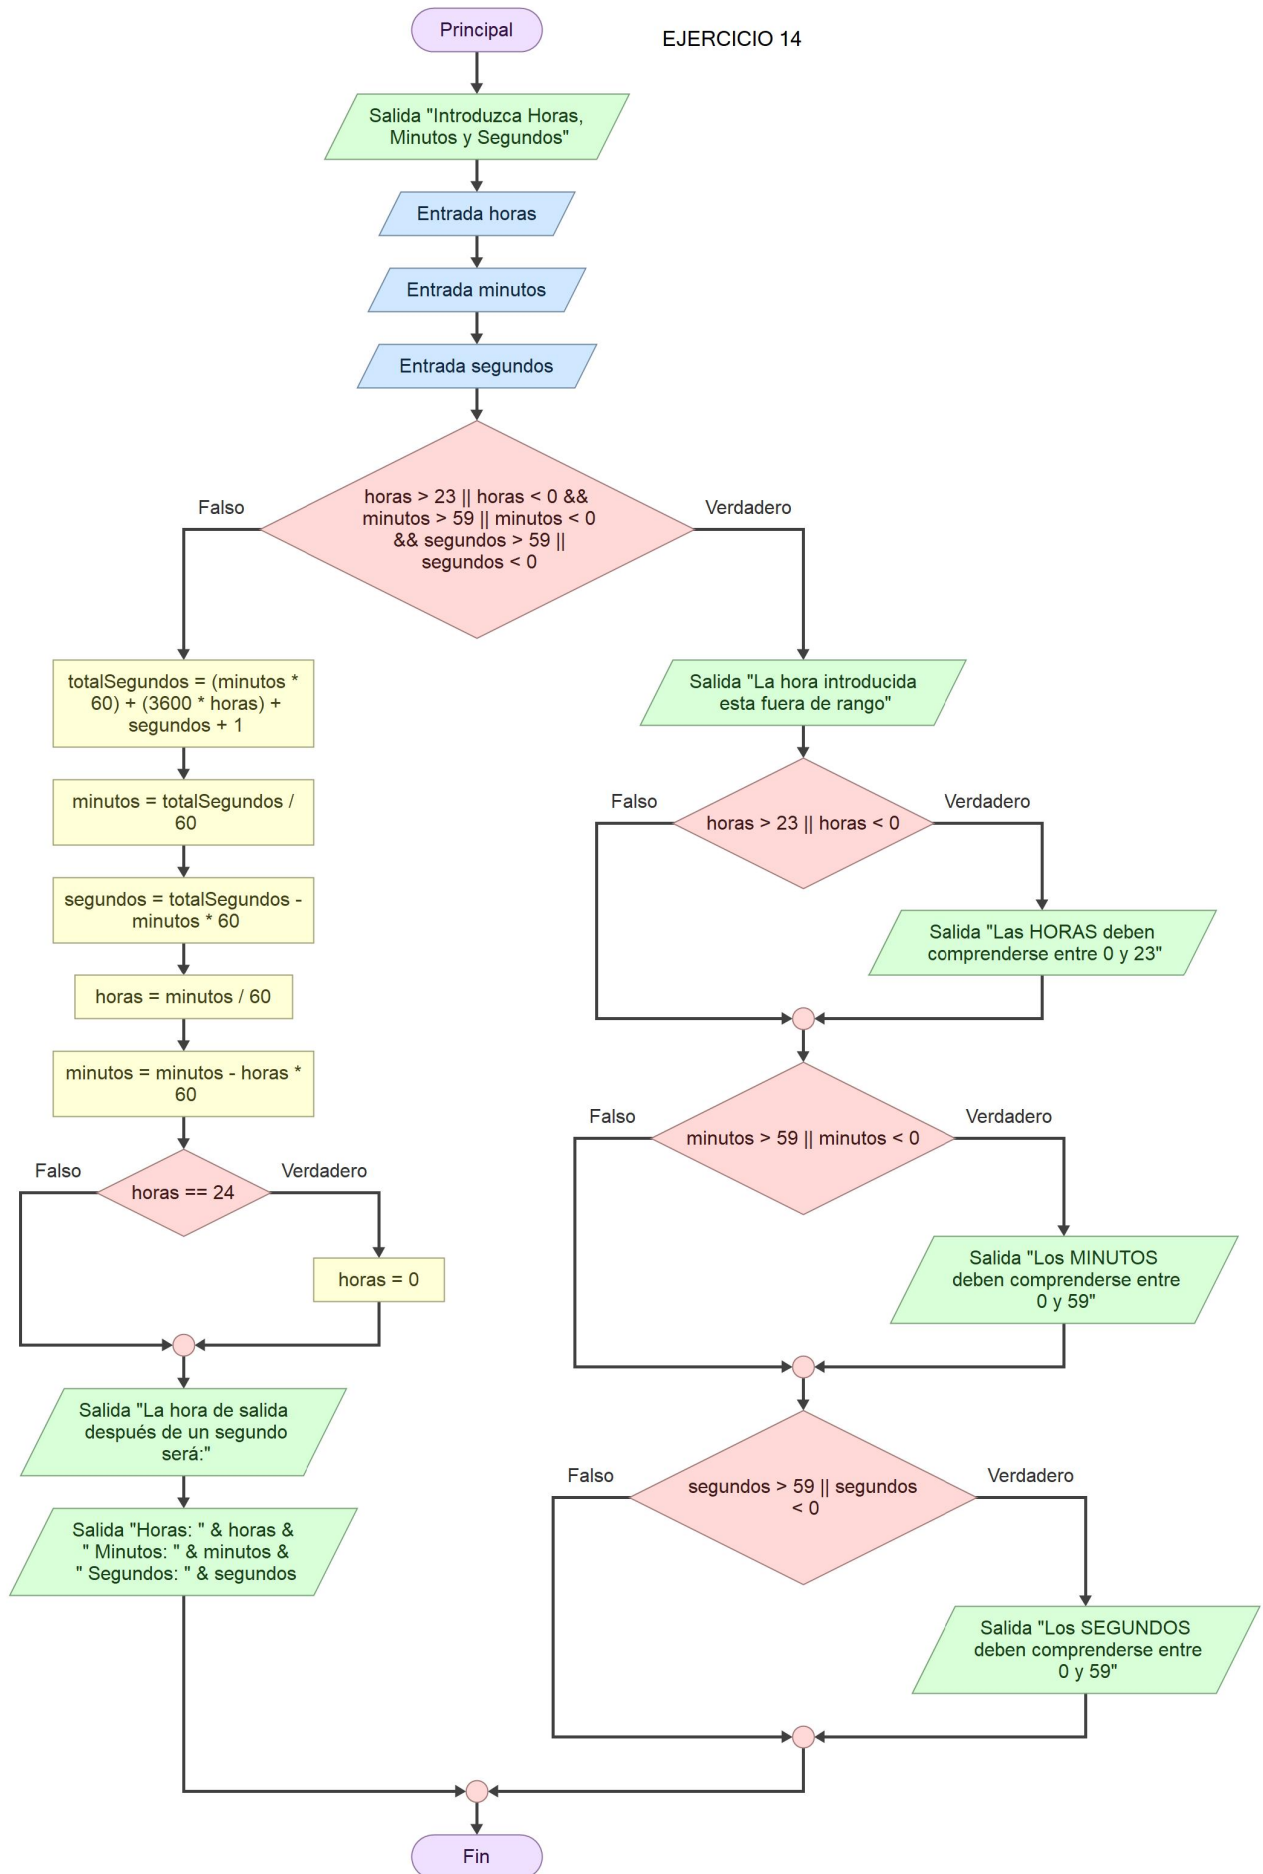 Principal
EJERCICIO 14
Salida "Introduzca Horas,
Minutos y Segundos"
Entrada horas
Entrada minutos
Entrada segundos
Falso
horas > 23 || horas < 0 &&
minutos > 59 || minutos < 0
&& segundos > 59 ||
segundos < 0
Verdadero
totalSegundos = (minutos *
60) + (3600 * horas) +
segundos + 1
minutos = totalSegundos /
60
segundos = totalSegundos -
minutos * 60
horas = minutos / 60
minutos = minutos - horas *
60
Falso
horas == 24
Verdadero
horas = 0
Salida "La hora de salida
después de un segundo
será:"
Salida "Horas: " & horas &
" Minutos: " & minutos &
" Segundos: " & segundos
Salida "La hora introducida
esta fuera de rango"
Falso
horas > 23 || horas < 0
Verdadero
Salida "Las HORAS deben
comprenderse entre 0 y 23"
Falso
minutos > 59 || minutos < 0
Verdadero
Salida "Los MINUTOS
deben comprenderse entre
0 y 59"
Falso
segundos > 59 || segundos
< 0
Verdadero
Salida "Los SEGUNDOS
deben comprenderse entre
0 y 59"
Fin